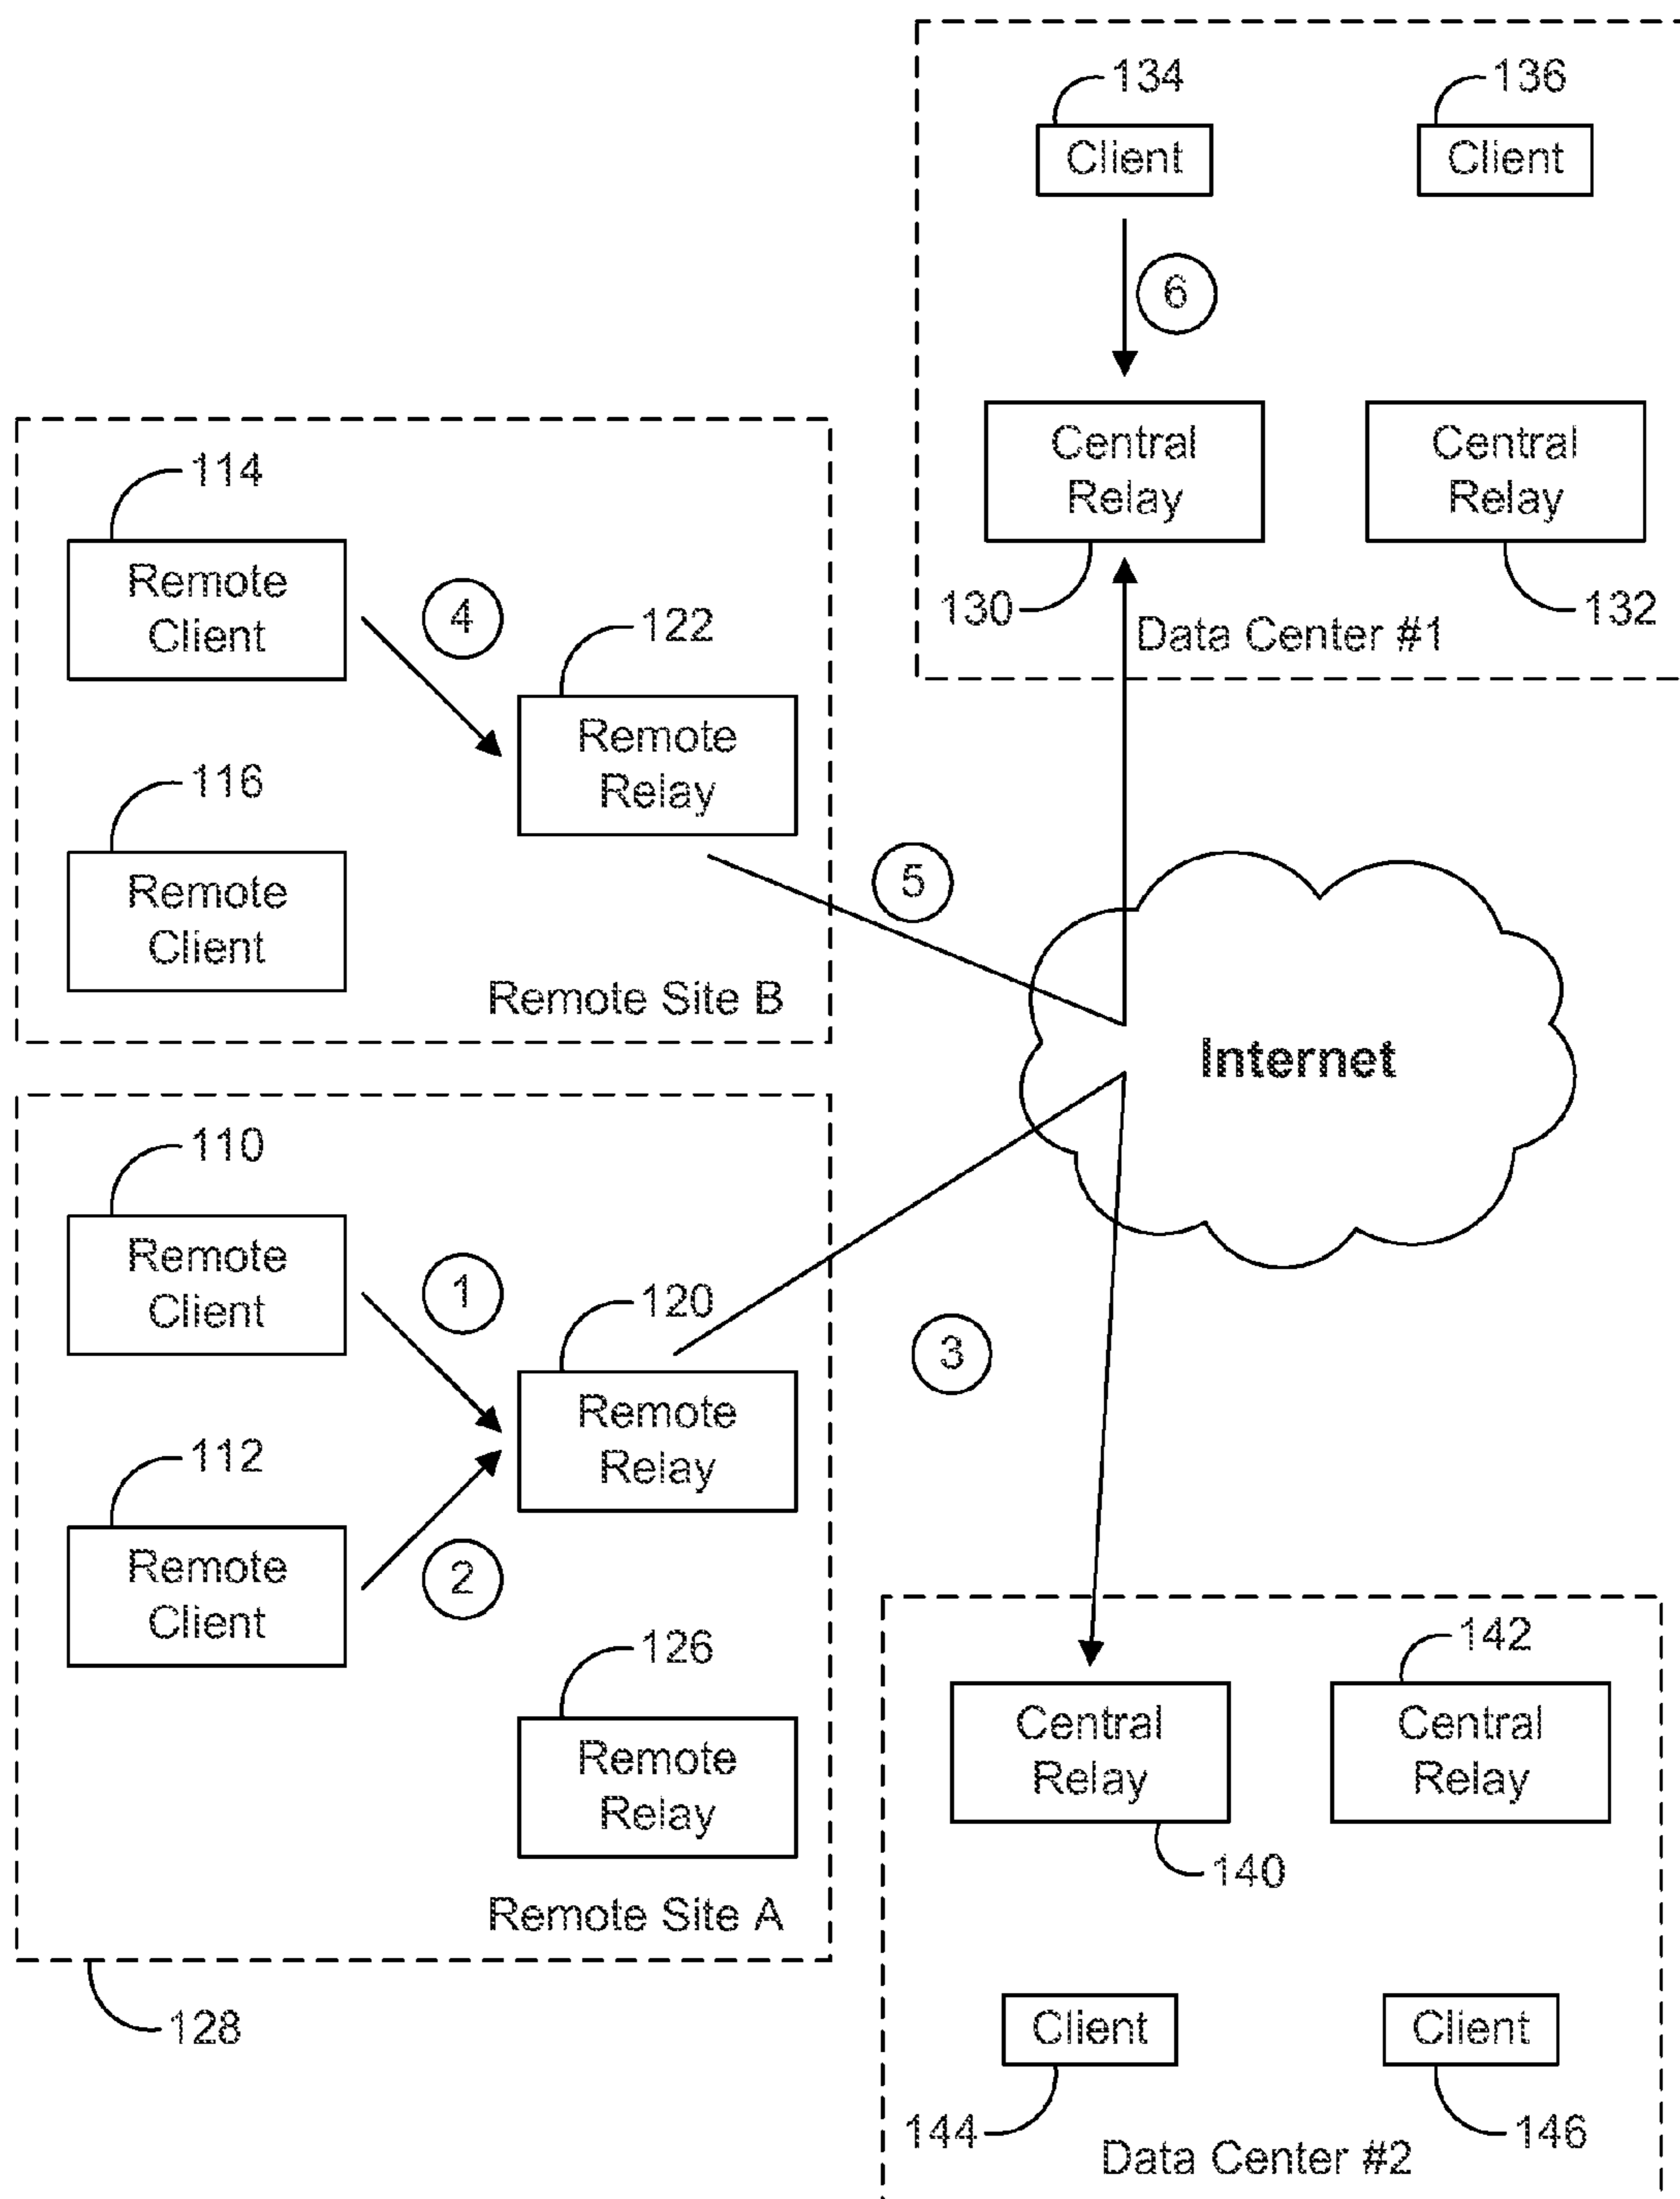 134
136
Client
Client
6
Central
Relay
Central
Relay
130
132
Data Center #1
114
Remote
Client
4
122
Remote
Relay
116
Remote
Client
5
Remote Site B
Internet
110
Remote
Client
1
120
Remote
Relay
3
112
Remote
Client
2
126
Remote
Relay
Remote Site A
128
142
Central
Relay
Central
Relay
140
Client
Client
144
146
Data Center #2